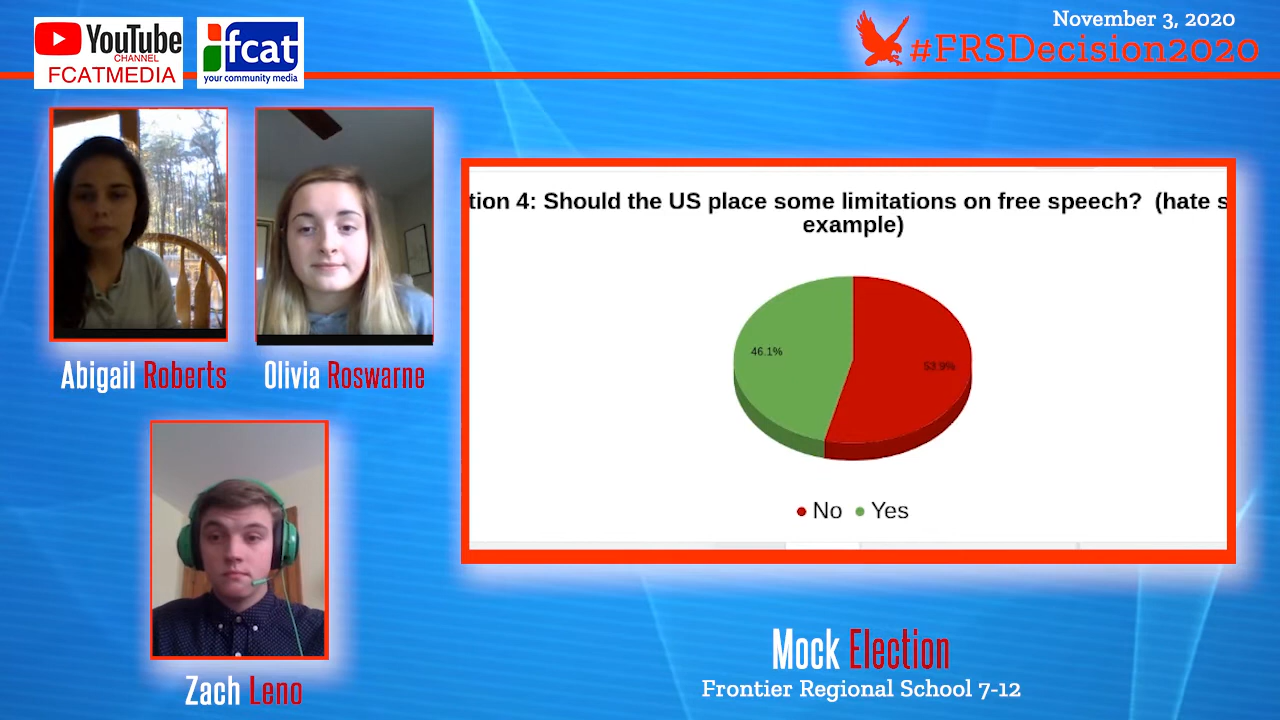 YouTube
CHANNEL
FCATMEDIA
fcat
your community media
November 3, 2020
#FRSDecision2020
Abigail Roberts
Olivia Roswarne
Zach Leno
tion 4: Should the US place some limitations on free speech? (hate s
example)
46.1%
53.9%
No
Yes
Mock Election
Frontier Regional School 7-12